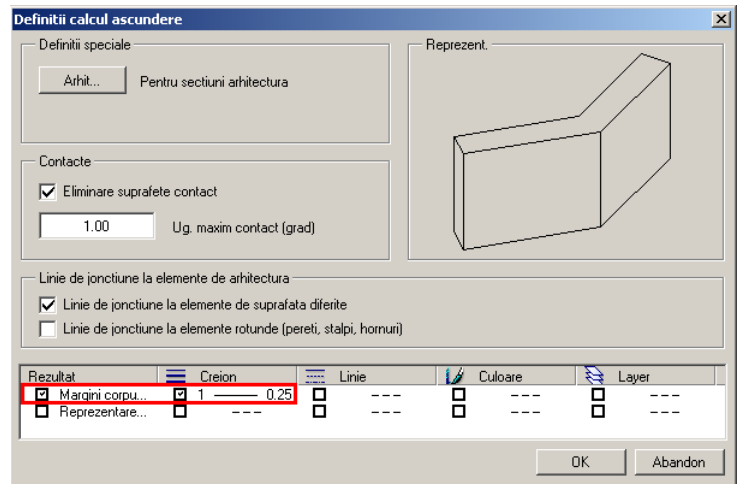 Definitii calcul ascundere
Definitii speciale
Arhit... Pentru sectiuni arhitectura
Reprezent.
Contacte
Eliminare suprafete contact
1.00 Ug. maxim contact (grad)
Linie de jonctiune la elemente de arhitectura
Linie de jonctiune la elemente de suprafata diferite
Linie de jonctiune la elemente rotunde (pereti, stalpi, hornuri)
Rezultat Creion Linie Culoare Layer
Margini corpu... 1 0.25 --- --- ---
Reprezentare... --- --- --- ---
OK Abandon